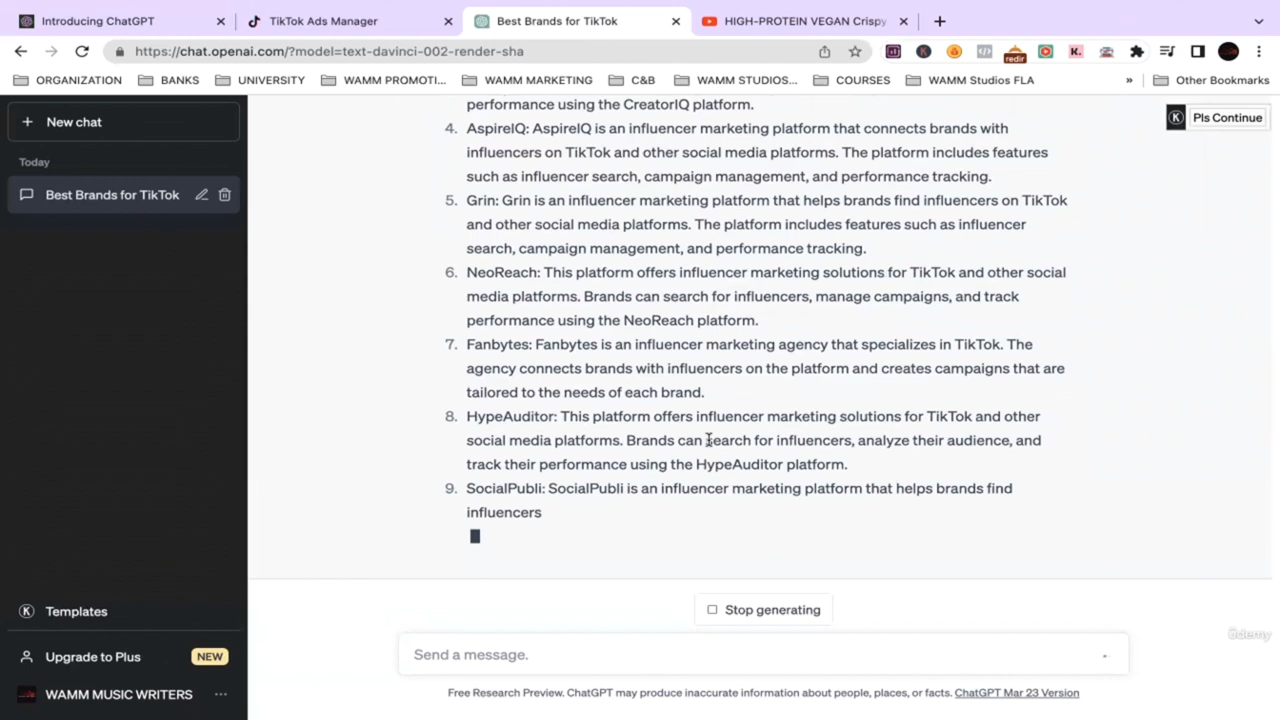 Introducing ChatGPT
TikTok Ads Manager
Best Brands for TikTok
HIGH-PROTEIN VEGAN Crispy
https://chat.openai.com/?model=text-davinci-002-render-sha
redir
ORGANIZATION
BANKS
UNIVERSITY
WAMM PROMOTI...
WAMM MARKETING
C&B
WAMM STUDIOS...
COURSES
WAMM Studios FLA
»
Other Bookmarks
+ New chat
Today
Best Brands for TikTok
K Pls Continue
performance using the CreatorIQ platform.
4. AspireIQ: AspireIQ is an influencer marketing platform that connects brands with
influencers on TikTok and other social media platforms. The platform includes features
such as influencer search, campaign management, and performance tracking.
5. Grin: Grin is an influencer marketing platform that helps brands find influencers on TikTok
and other social media platforms. The platform includes features such as influencer
search, campaign management, and performance tracking.
6. NeoReach: This platform offers influencer marketing solutions for TikTok and other social
media platforms. Brands can search for influencers, manage campaigns, and track
performance using the NeoReach platform.
7. Fanbytes: Fanbytes is an influencer marketing agency that specializes in TikTok. The
agency connects brands with influencers on the platform and creates campaigns that are
tailored to the needs of each brand.
8. HypeAuditor: This platform offers influencer marketing solutions for TikTok and other
social media platforms. Brands can search for influencers, analyze their audience, and
track their performance using the HypeAuditor platform.
9. SocialPubli: SocialPubli is an influencer marketing platform that helps brands find
influencers
K Templates
Upgrade to Plus NEW
WAMM MUSIC WRITERS ...
Stop generating
Send a message.
Free Research Preview. ChatGPT may produce inaccurate information about people, places, or facts. ChatGPT Mar 23 Version
ûdemy